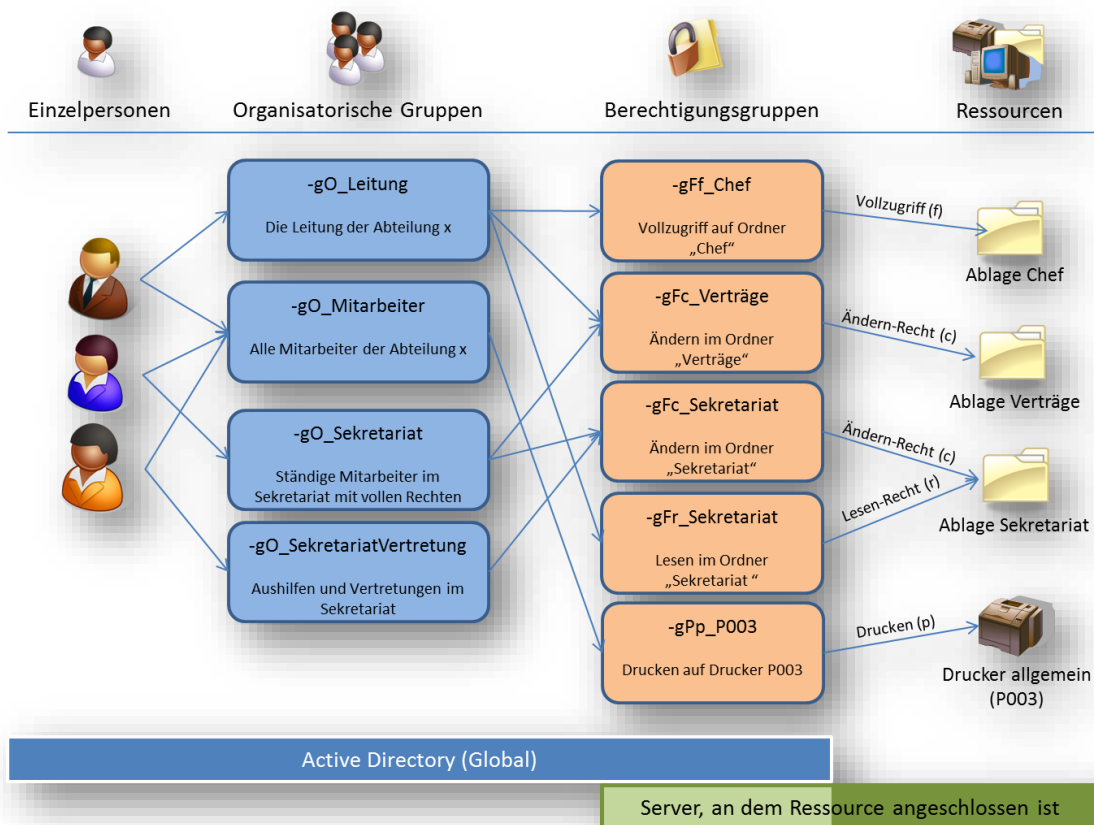 Einzelpersonen
Organisatorische Gruppen
Berechtigungsgruppen
Ressourcen
-gO_Leitung
Die Leitung der Abteilung x
-gO_Mitarbeiter
Alle Mitarbeiter der Abteilung x
-gO_Sekretariat
Ständige Mitarbeiter im
Sekretariat mit vollen Rechten
-gO_SekretariatVertretung
Aushilfen und Vertretungen im
Sekretariat
-gFf_Chef
Vollzugriff auf Ordner
„Chef“
-gFc_Verträge
Ändern im Ordner
„Verträge“
-gFc_Sekretariat
Ändern im Ordner
„Sekretariat“
-gFr_Sekretariat
Lesen im Ordner
„Sekretariat “
-gPp_P003
Drucken auf Drucker P003
Vollzugriff (f)
Ablage Chef
Ändern-Recht (c)
Ablage Verträge
Ändern-Recht (c)
Lesen-Recht (r)
Ablage Sekretariat
Drucken (p)
Drucker allgemein
(P003)
Active Directory (Global)
Server, an dem Ressource angeschlossen ist